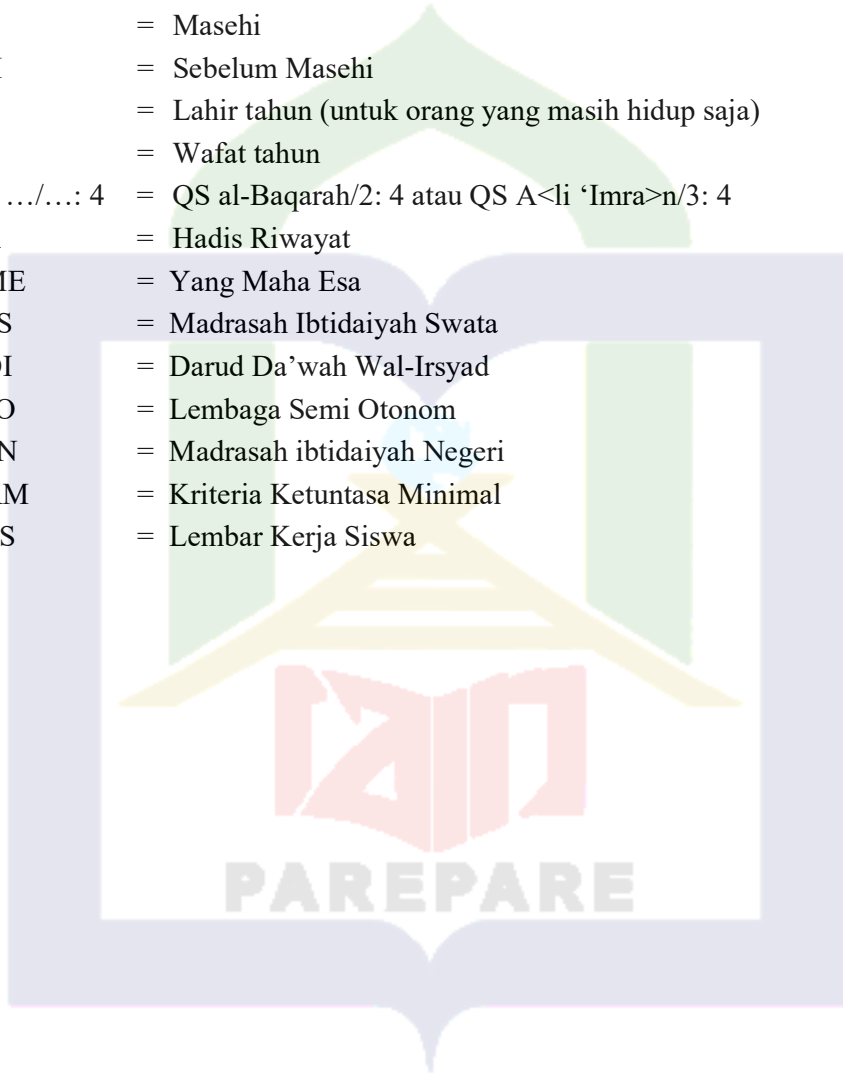 = Masehi
= Sebelum Masehi
= Lahir tahun (untuk orang yang masih hidup saja)
= Wafat tahun
…/…: 4 = QS al-Baqarah/2: 4 atau QS A<li ‘Imra>n/3: 4
= Hadis Riwayat
ME = Yang Maha Esa
S = Madrasah Ibtidaiyah Swata
DI = Darud Da’wah Wal-Irsyad
O = Lembaga Semi Otonom
N = Madrasah ibtidaiyah Negeri
M = Kriteria Ketuntasa Minimal
S = Lembar Kerja Siswa
PAREPARE